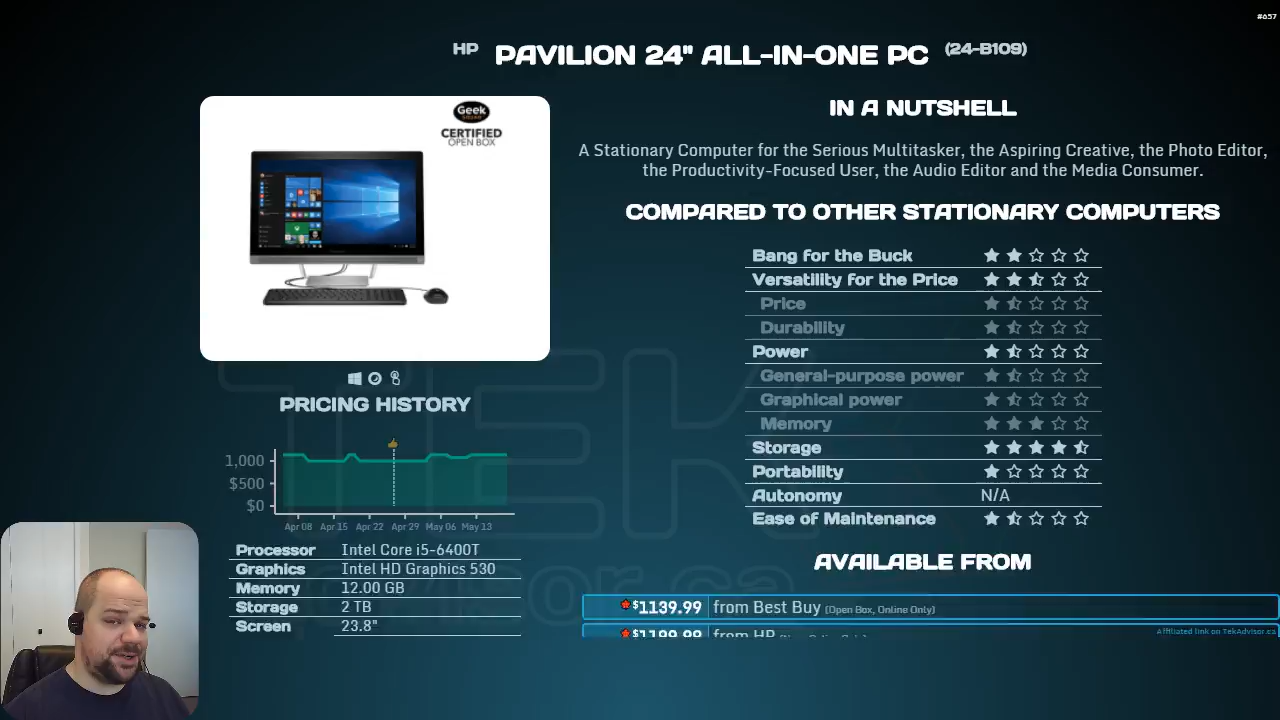 #657
HP PAVILION 24" ALL-IN-ONE PC (24-B109)
Geek
SQUAD
CERTIFIED
OPEN BOX
IN A NUTSHELL
A Stationary Computer for the Serious Multitasker, the Aspiring Creative, the Photo Editor,
the Productivity-Focused User, the Audio Editor and the Media Consumer.
COMPARED TO OTHER STATIONARY COMPUTERS
Bang for the Buck
Versatility for the Price
Price
Durability
Power
General-purpose power
Graphical power
Memory
Storage
Portability
Autonomy N/A
Ease of Maintenance
PRICING HISTORY
1,000
$500
$0
Apr 08 Apr 15 Apr 22 Apr 29 May 06 May 13
Processor Intel Core i5-6400T
Graphics Intel HD Graphics 530
Memory 12.00 GB
Storage 2 TB
Screen 23.8"
AVAILABLE FROM
$1139.99 from Best Buy (Open Box, Online Only)
$1199.99 from HP
Affiliated link on TekAdvisor.ca
TEK